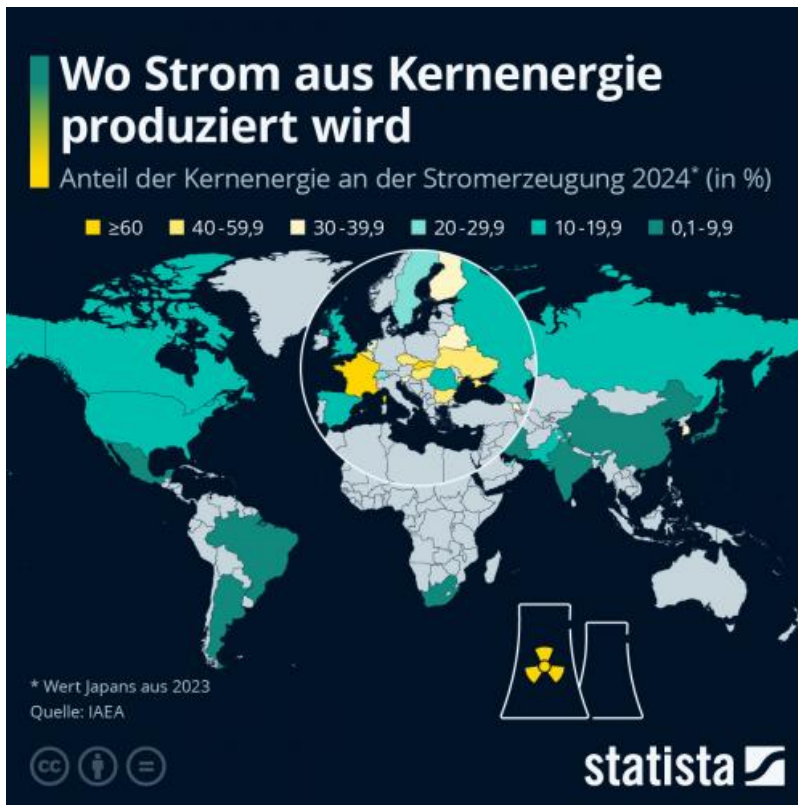 Wo Strom aus Kernenergie
produziert wird
Anteil der Kernenergie an der Stromerzeugung 2024* (in %)
≥60 40-59,9 30-39,9 20-29,9 10-19,9 0,1-9,9
* Wert Japans aus 2023
Quelle: IAEA
cc
statista